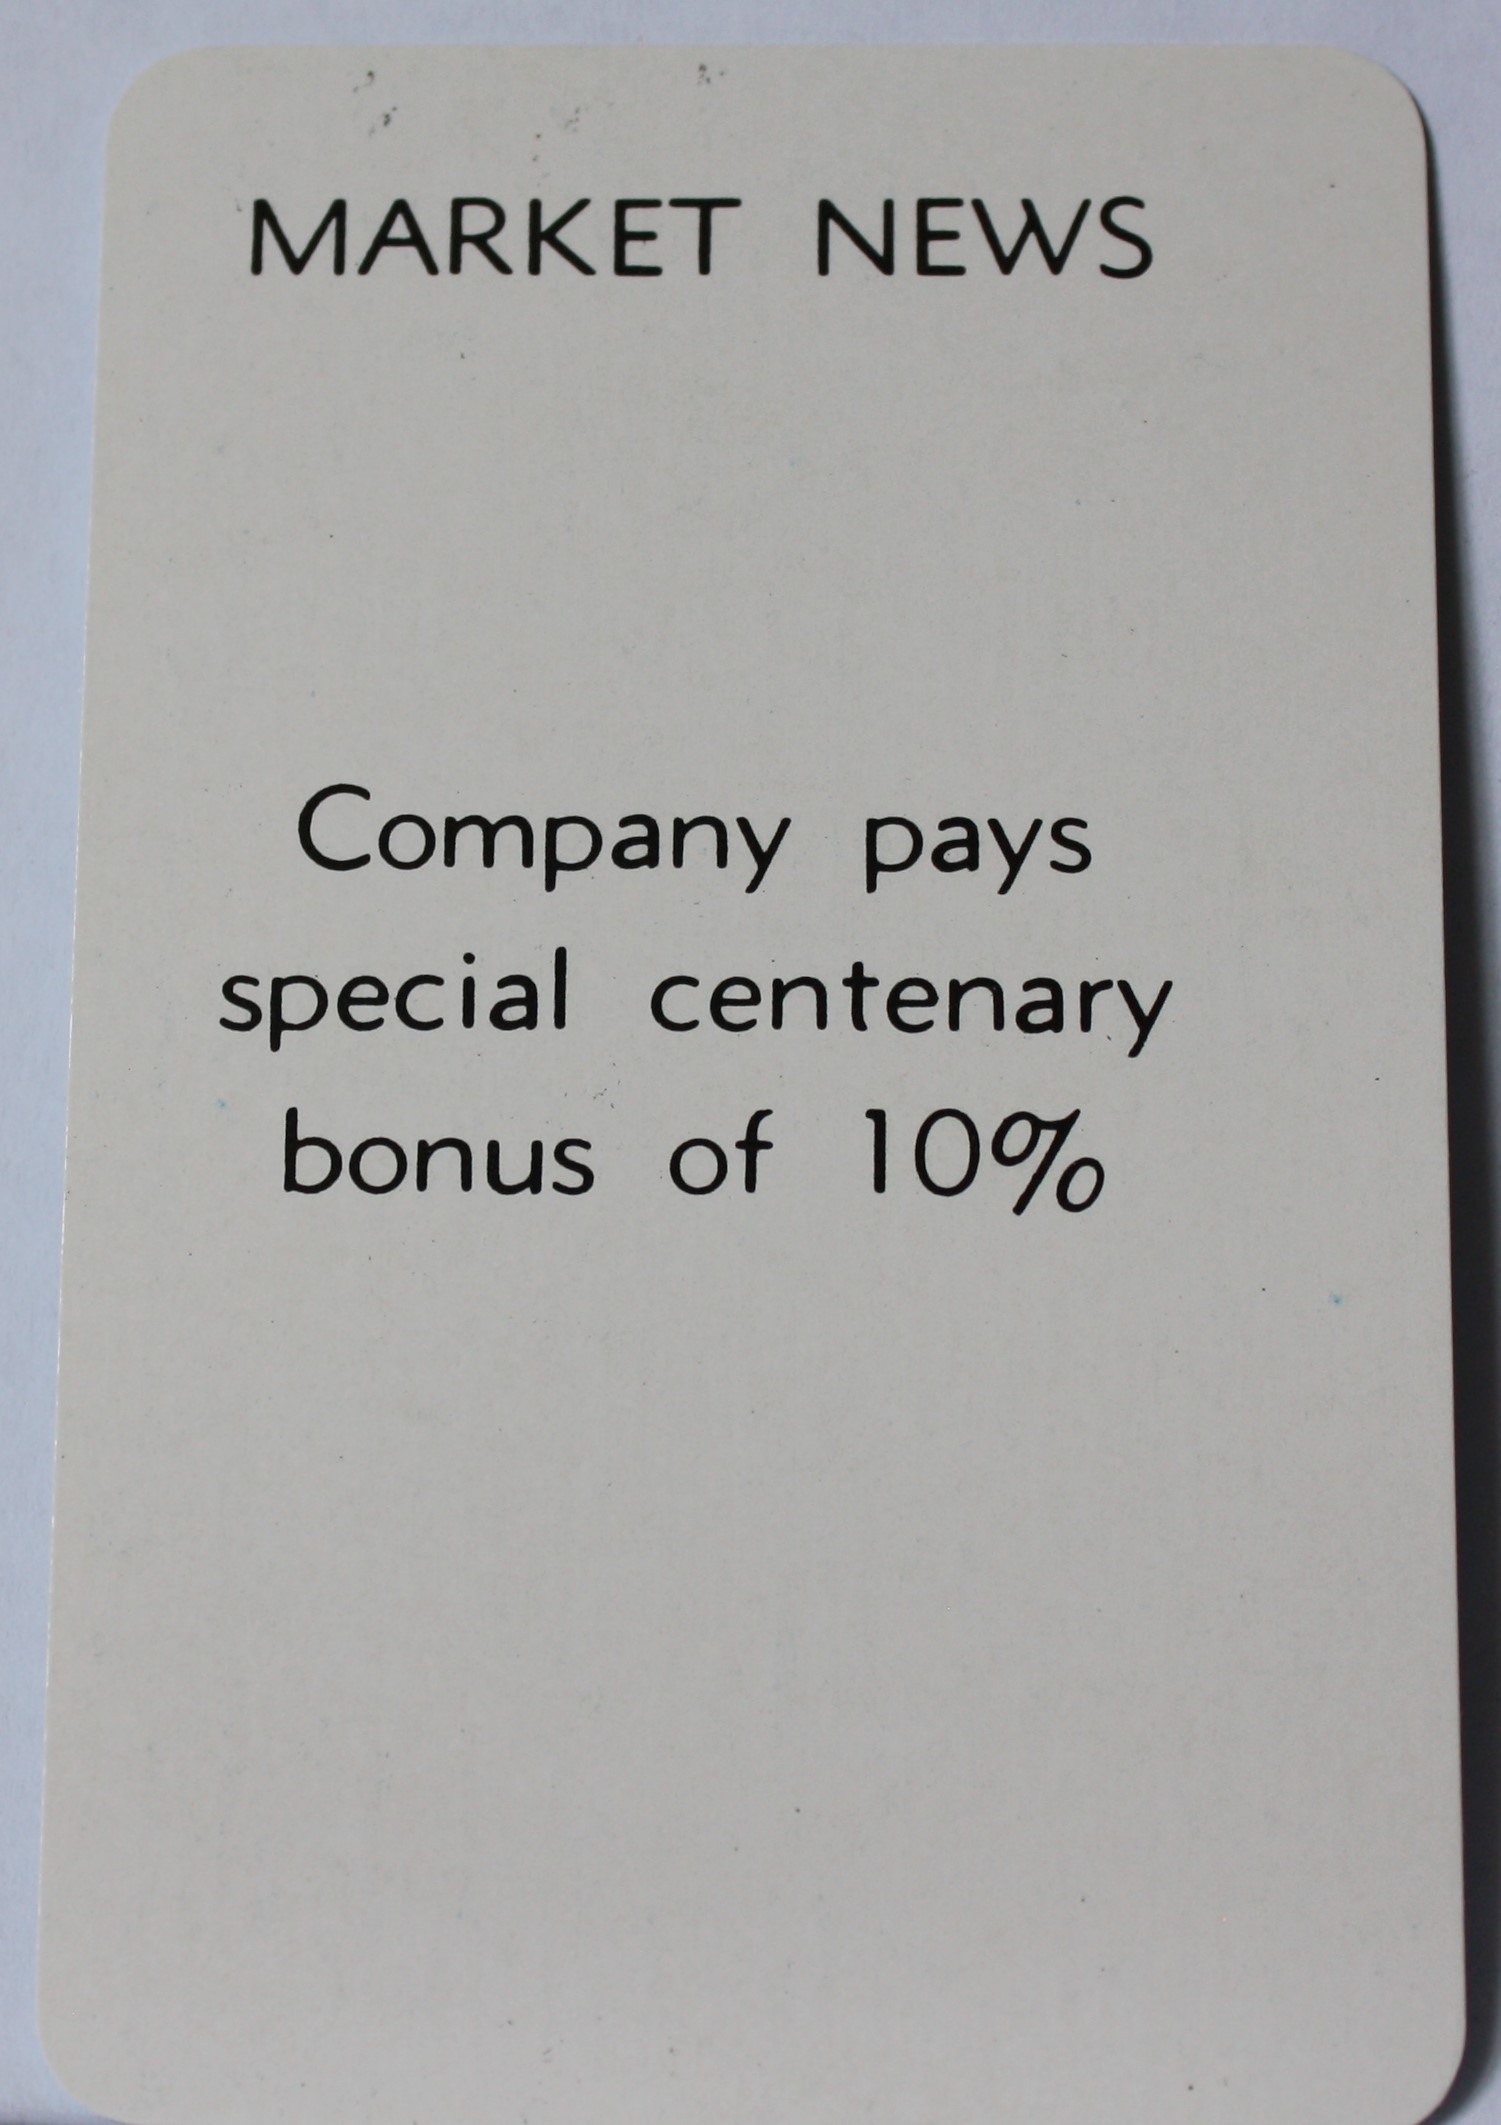 MARKET NEWS
Company pays
special centenary
bonus of 10%